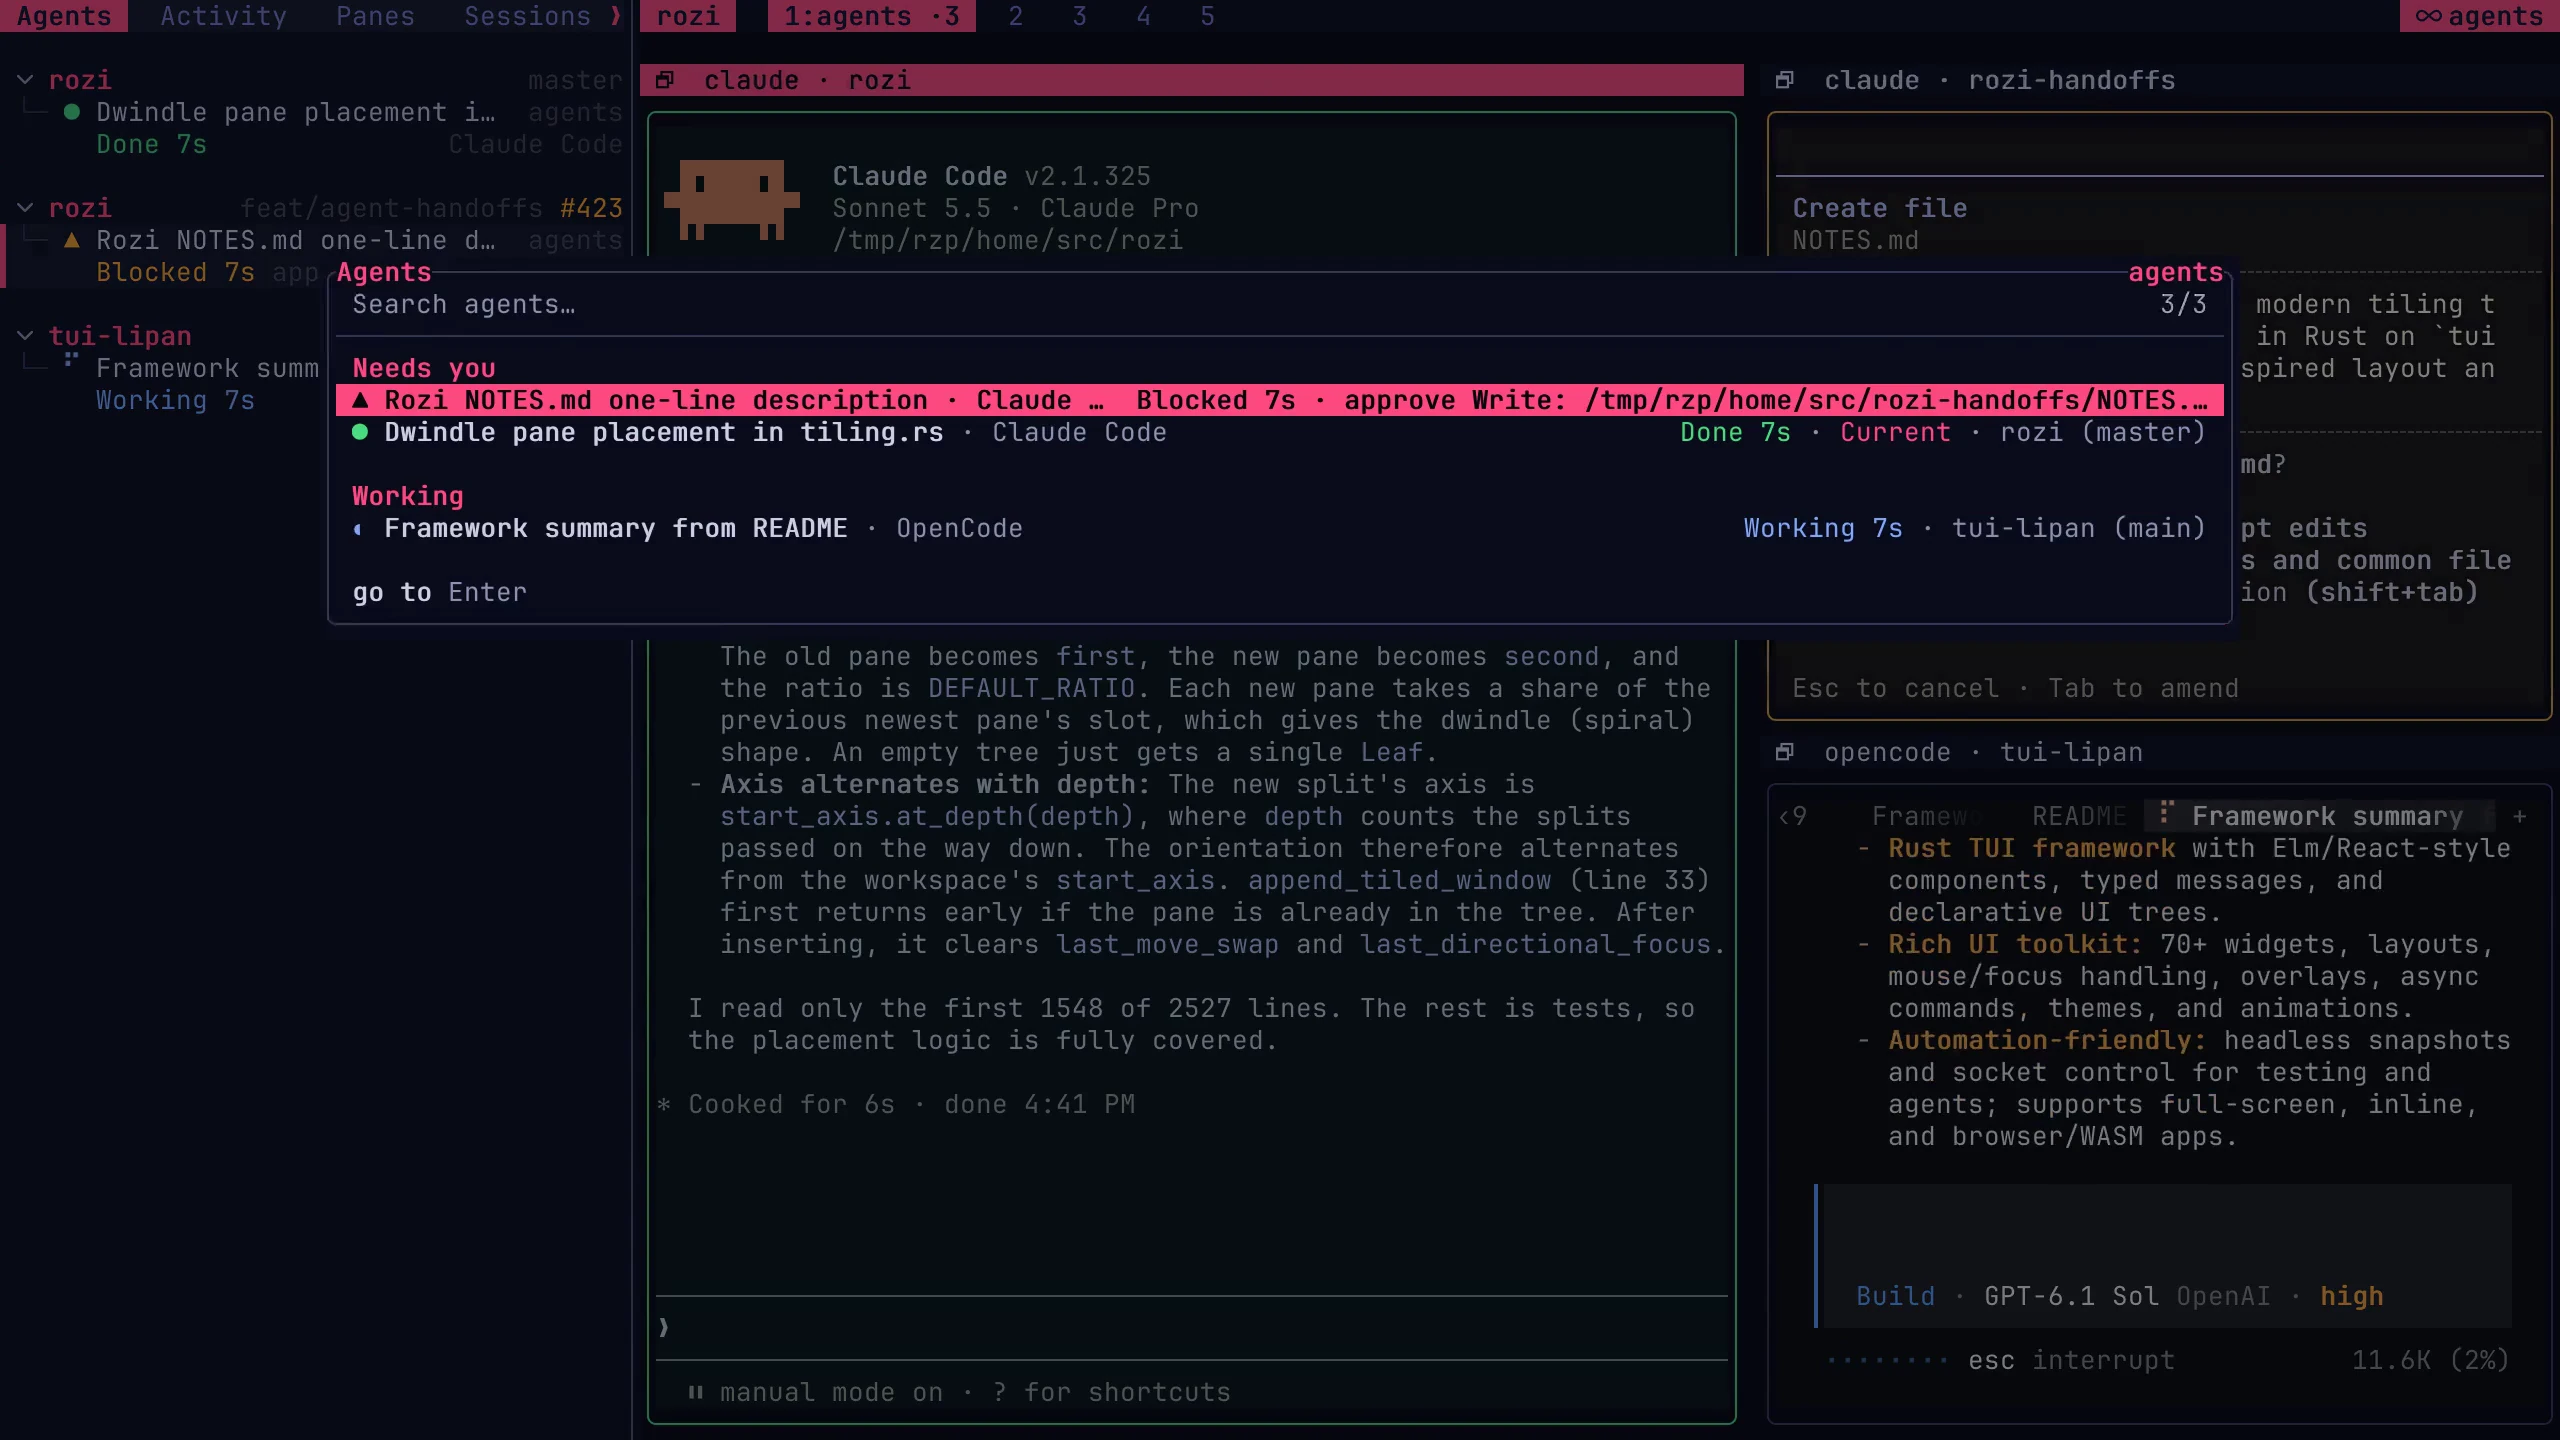 Agents Activity Panes Sessions ❫
rozi 1:agents ·3 2 3 4 5 ∞ agents
rozi master
Dwindle pane placement i… agents
Done 7s Claude Code
rozi feat/agent-handoffs #423
Rozi NOTES.md one-line d… agents
Blocked 7s app
tui-lipan
Framework summ
Working 7s
claude · rozi
Claude Code v2.1.325
Sonnet 5.5 · Claude Pro
/tmp/rzp/home/src/rozi
claude · rozi-handoffs
Create file
NOTES.md
modern tiling t
in Rust on `tui
spired layout an
md?
pt edits
s and common file
ion (shift+tab)
Esc to cancel · Tab to amend
Agents agents
Search agents… 3/3
Needs you
▲ Rozi NOTES.md one-line description · Claude … Blocked 7s · approve Write: /tmp/rzp/home/src/rozi-handoffs/NOTES.…
● Dwindle pane placement in tiling.rs · Claude Code Done 7s · Current · rozi (master)
Working
Framework summary from README · OpenCode Working 7s · tui-lipan (main)
go to Enter
The old pane becomes first, the new pane becomes second, and
the ratio is DEFAULT_RATIO. Each new pane takes a share of the
previous newest pane's slot, which gives the dwindle (spiral)
shape. An empty tree just gets a single Leaf.
- Axis alternates with depth: The new split's axis is
start_axis.at_depth(depth), where depth counts the splits
passed on the way down. The orientation therefore alternates
from the workspace's start_axis. append_tiled_window (line 33)
first returns early if the pane is already in the tree. After
inserting, it clears last_move_swap and last_directional_focus.
I read only the first 1548 of 2527 lines. The rest is tests, so
the placement logic is fully covered.
* Cooked for 6s · done 4:41 PM
❫
manual mode on · ? for shortcuts
opencode · tui-lipan
‹9 Framewo README Framework summary +
- Rust TUI framework with Elm/React-style
components, typed messages, and
declarative UI trees.
- Rich UI toolkit: 70+ widgets, layouts,
mouse/focus handling, overlays, async
commands, themes, and animations.
- Automation-friendly: headless snapshots
and socket control for testing and
agents; supports full-screen, inline,
and browser/WASM apps.
Build · GPT-6.1 Sol OpenAI · high
esc interrupt 11.6K (2%)